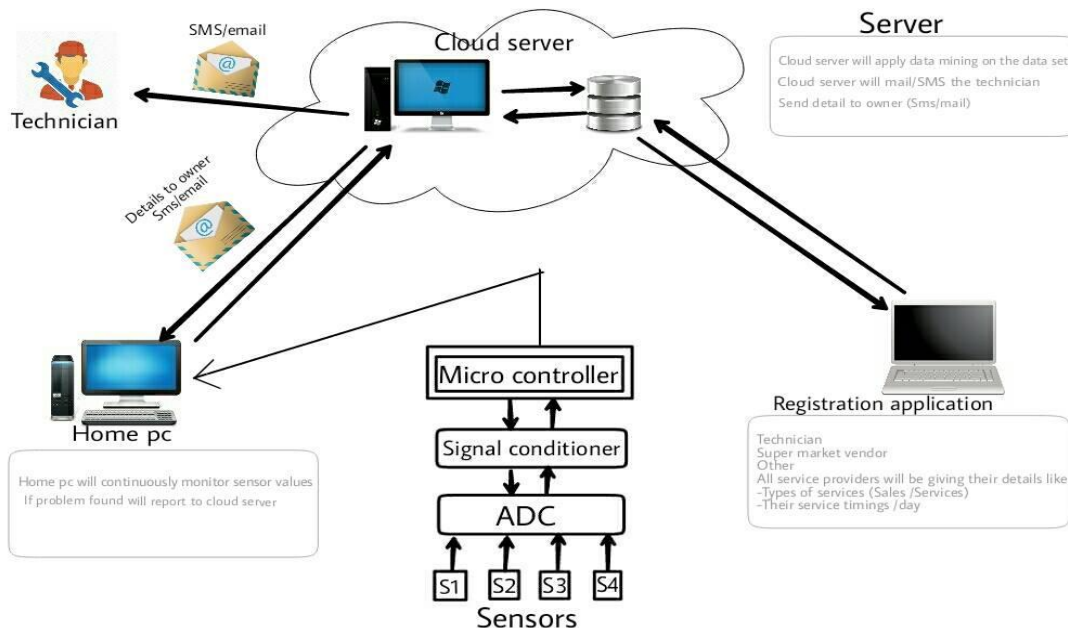 SMS/email
Technician
Cloud server
Server
Cloud server will apply data mining on the data set
Cloud server will mail/SMS the technician
Send detail to owner (Sms/mail)
Details to owner
Sms/email
Home pc
Home pc will continuously monitor sensor values
If problem found will report to cloud server
Micro controller
Signal conditioner
ADC
S1 S2 S3 S4
Sensors
Registration application
Technician
Super market vendor
Other
All service providers will be giving their details like
-Types of services (Sales /Services)
-Their service timings /day